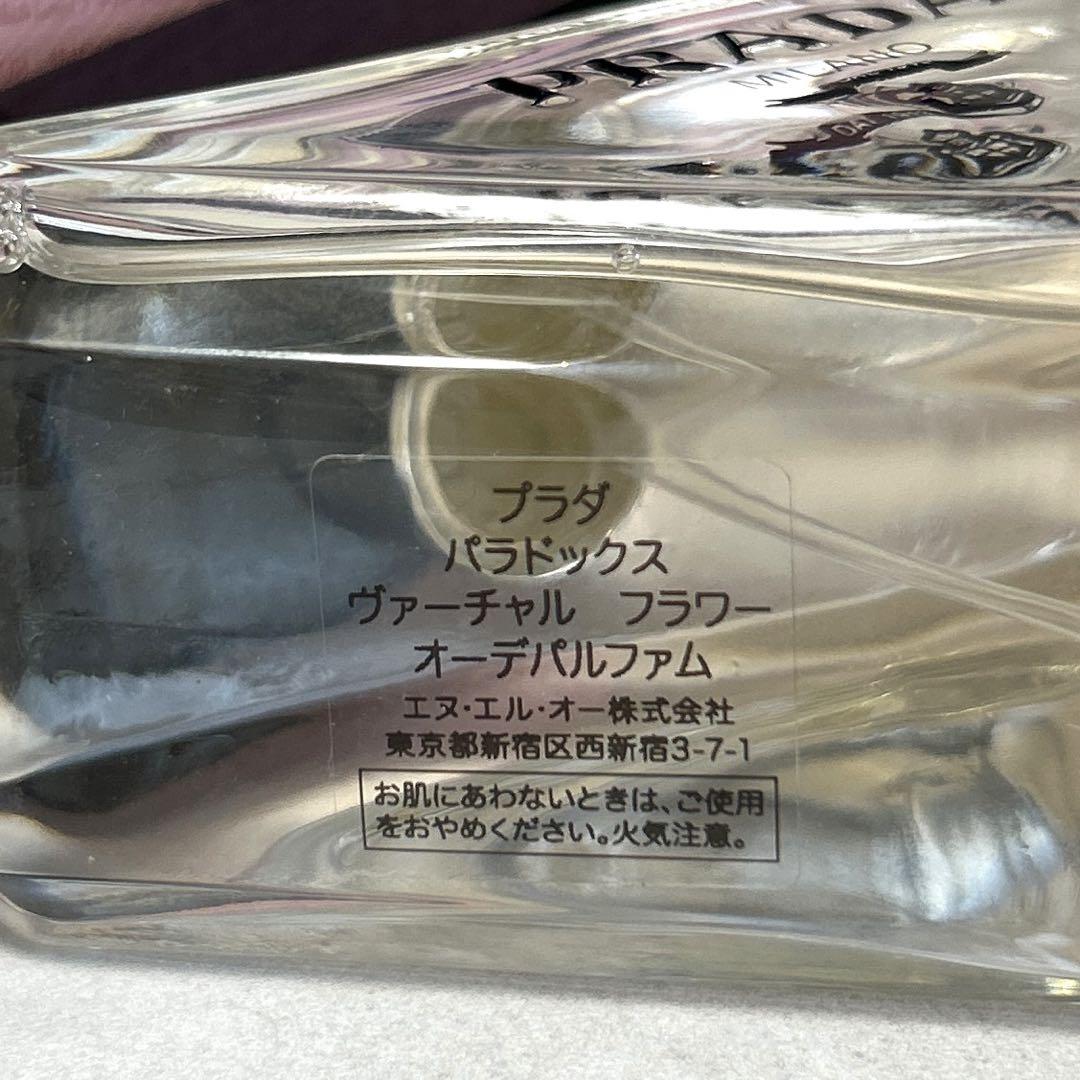 PRADA
MILANO
プラダ
パラドックス
ヴァーチャル　フラワー
オーデパルファム
エヌ・エル・オー株式会社
東京都新宿区西新宿3-7-1
お肌にあわないときは、ご使用
をおやめください。火気注意。